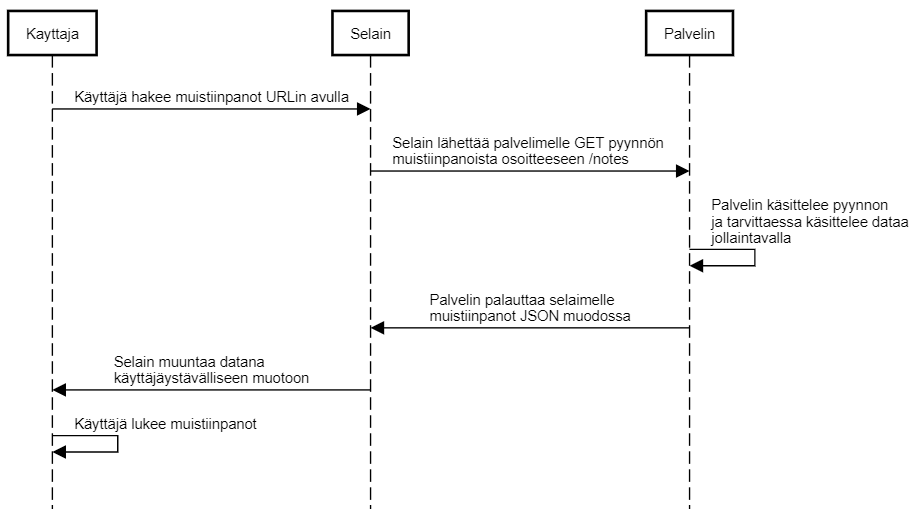 Kayttaja
Selain
Palvelin
Käyttäjä hakee muistiinpanot URLin avulla
Selain lähettää palvelimelle GET pyynnön
muistiinpanoista osoitteeseen /notes
Palvelin käsittelee pyynnon
ja tarvittaessa käsittelee dataa
jollaintavalla
Palvelin palauttaa selaimelle
muistiinpanot JSON muodossa
Selain muuntaa datana
käyttäjäystävälliseen muotoon
Käyttäjä lukee muistiinpanot